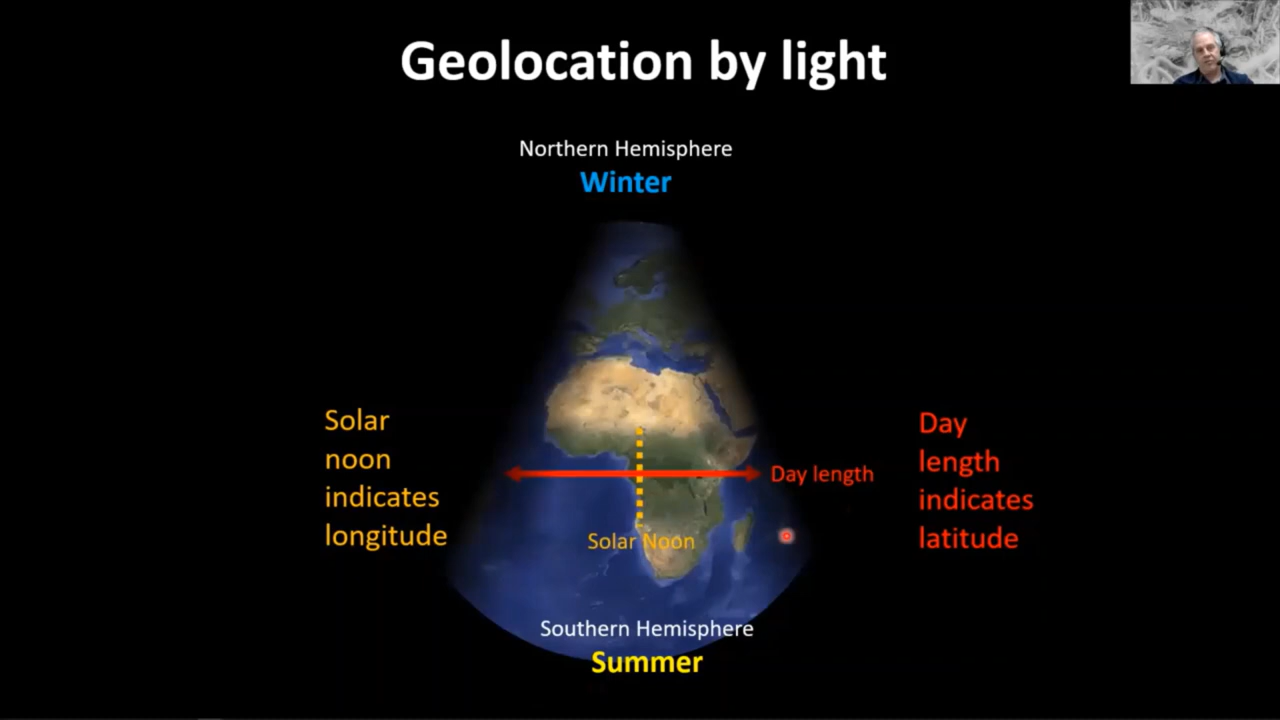 Geolocation by light
Northern Hemisphere
Winter
Solar
noon
indicates
longitude
Day length
Solar Noon
Day
length
indicates
latitude
Southern Hemisphere
Summer